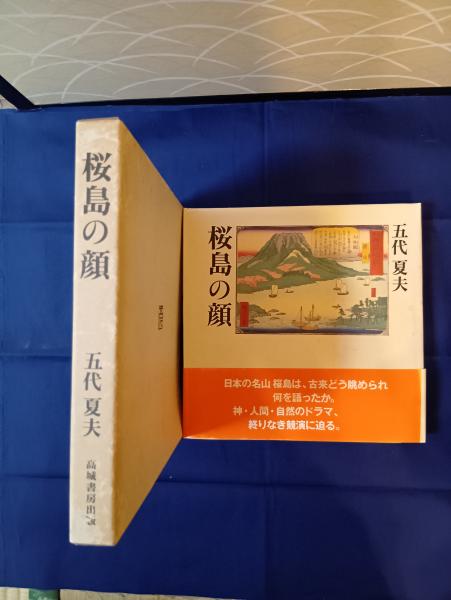 桜島の顔
五代 夏夫
高城書房出版
桜島の顔
五代 夏夫
日本の名山 桜島は、古来どう眺められ
何を語ったか。
神・人間・自然のドラマ、
終りなき競演に迫る。